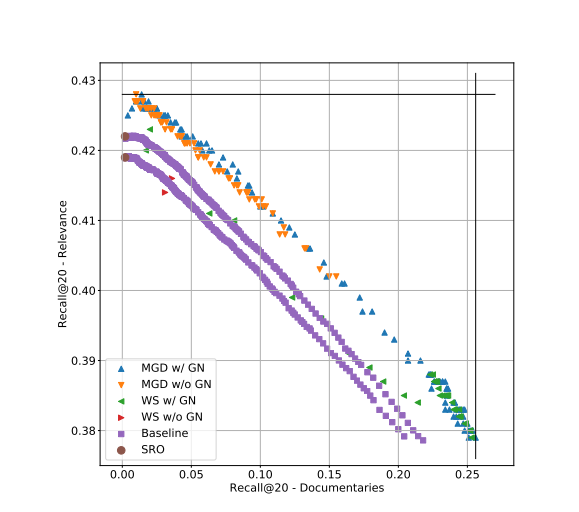 0.43
0.42
0.41
0.40
0.39
0.38
Recall@20 - Relevance
MGD w/ GN
MGD w/o GN
WS w/ GN
WS w/o GN
Baseline
SRO
0.00 0.05 0.10 0.15 0.20 0.25
Recall@20 - Documentaries